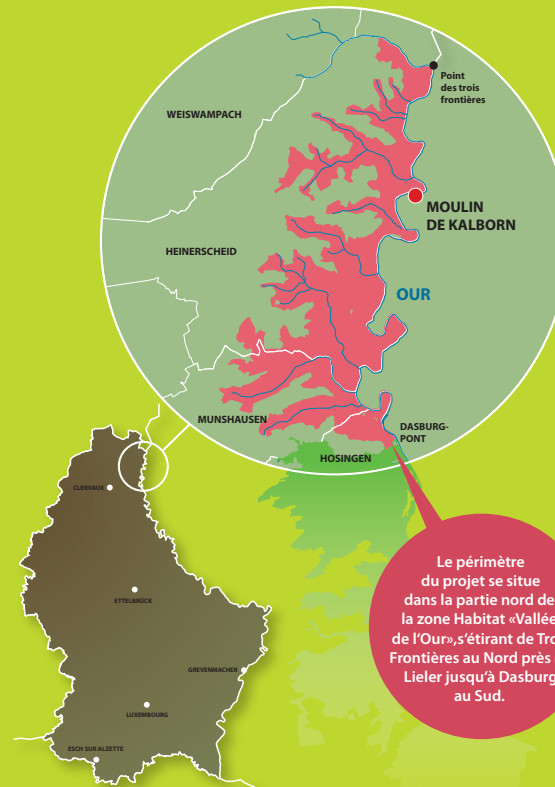 Point
des trois
frontières
WEISWAMPACH
MOULIN
DE KALBORN
HEINERSCHEID
OUR
MUNSHAUSEN
DASBURG-
PONT
HOSINGEN
CLERVAUX
ETTELBRÜCK
GREVENMACHER
LUXEMBOURG
ESCH SUR ALZETTE
Le périmètre
du projet se situe
dans la partie nord de
la zone Habitat «Vallée
de l’Our»,s’étirant de
Frontières au Nord près
Lieler jusqu’à Dasburg
au Sud.